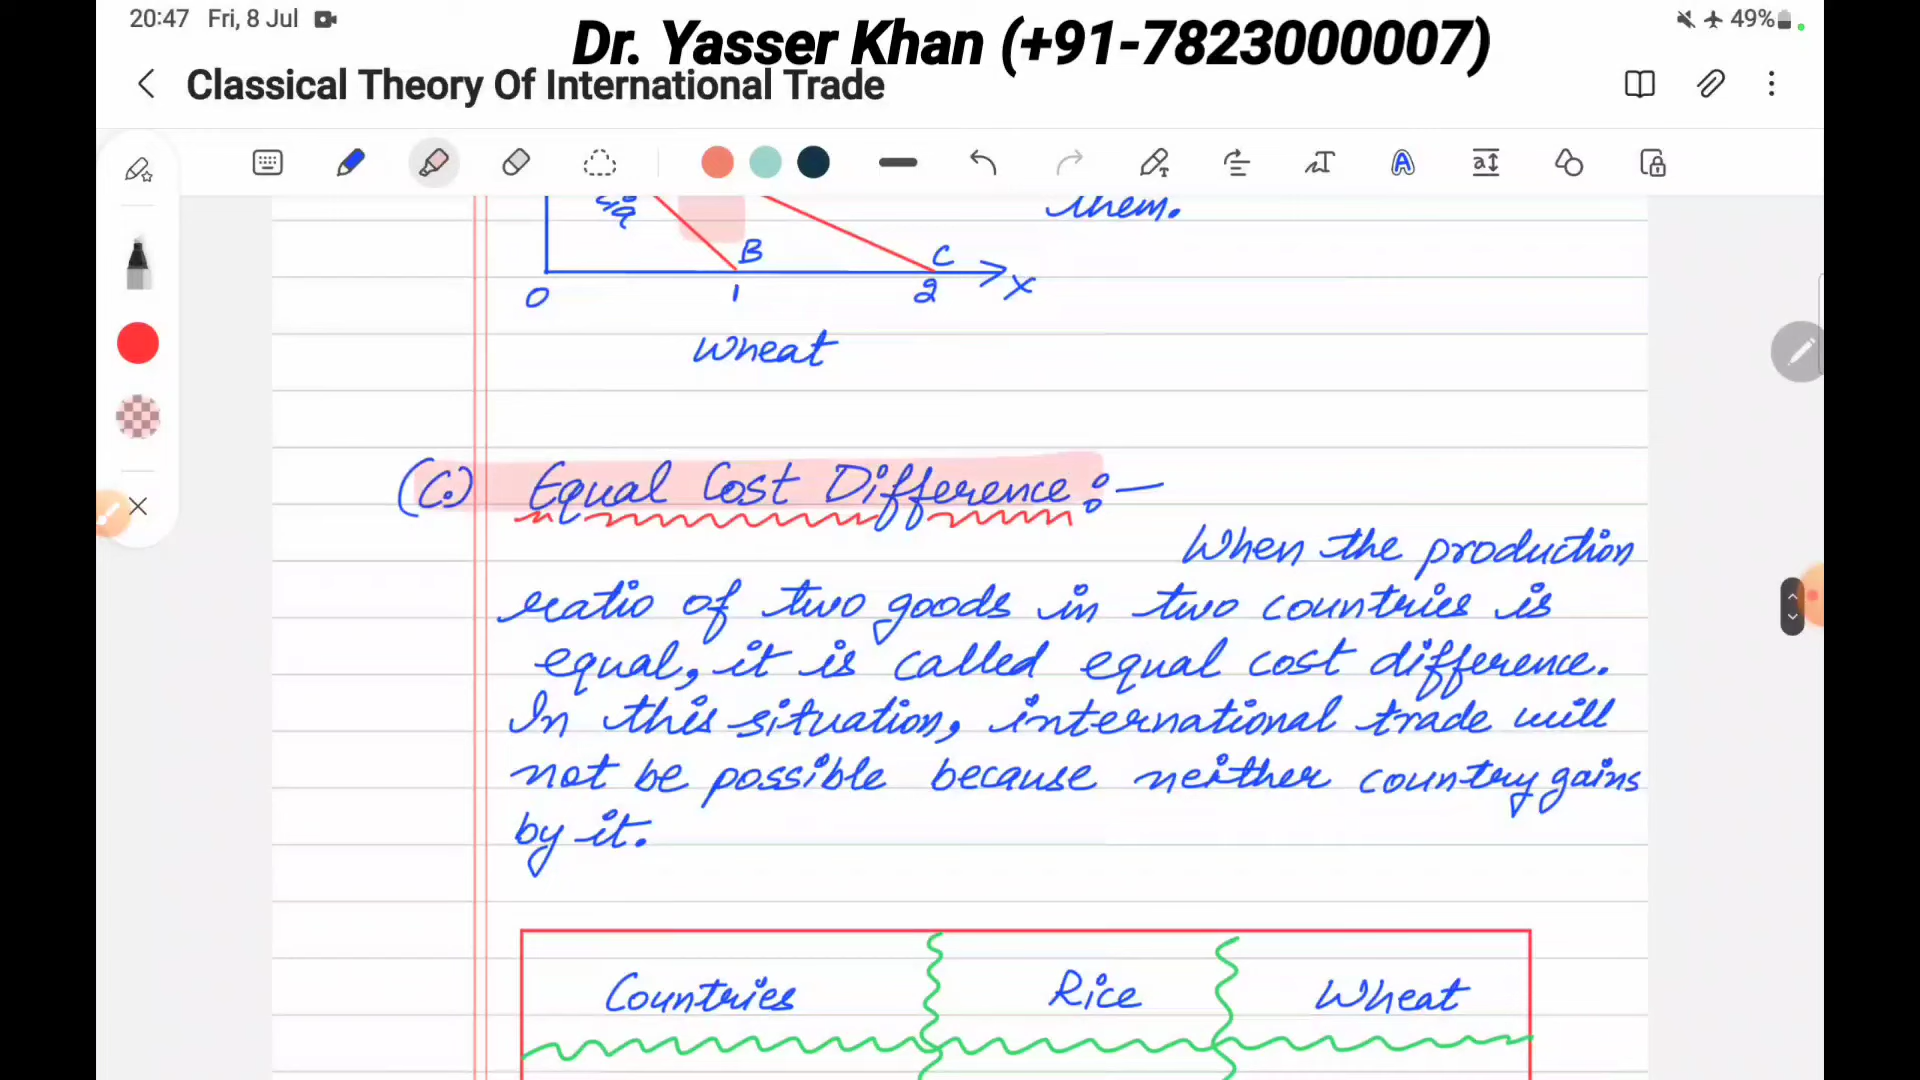 20:47 Fri, 8 Jul
49%
Dr. Yasser Khan (+91-7823000007)
Classical Theory Of International Trade
them.
B
C
0
1
2
X
Wheat
(C.) Equal Cost Difference:-
When the production
ratio of two goods in two countries is
equal, it is called equal cost difference.
In this situation, international trade will
not be possible because neither country gains
by it.
Countries Rice Wheat